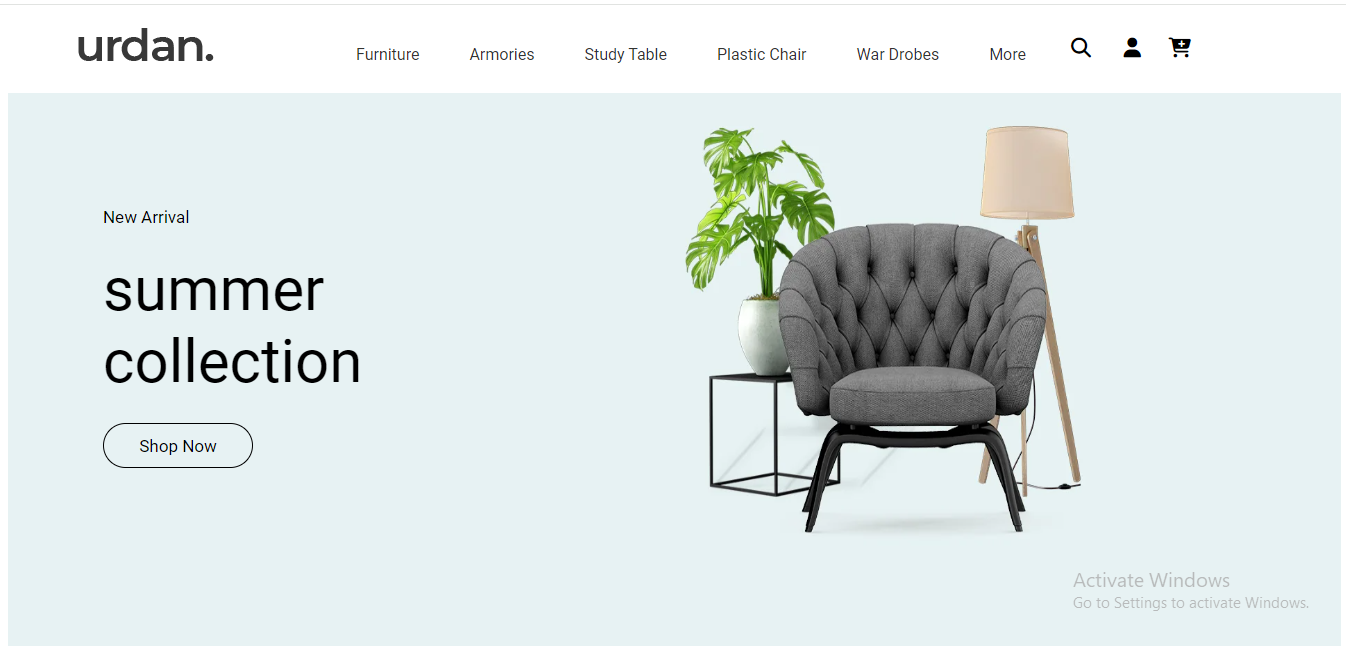 urdan.
Furniture Armories Study Table Plastic Chair War Drobes More
New Arrival
summer
collection
Shop Now
Activate Windows
Go to Settings to activate Windows.